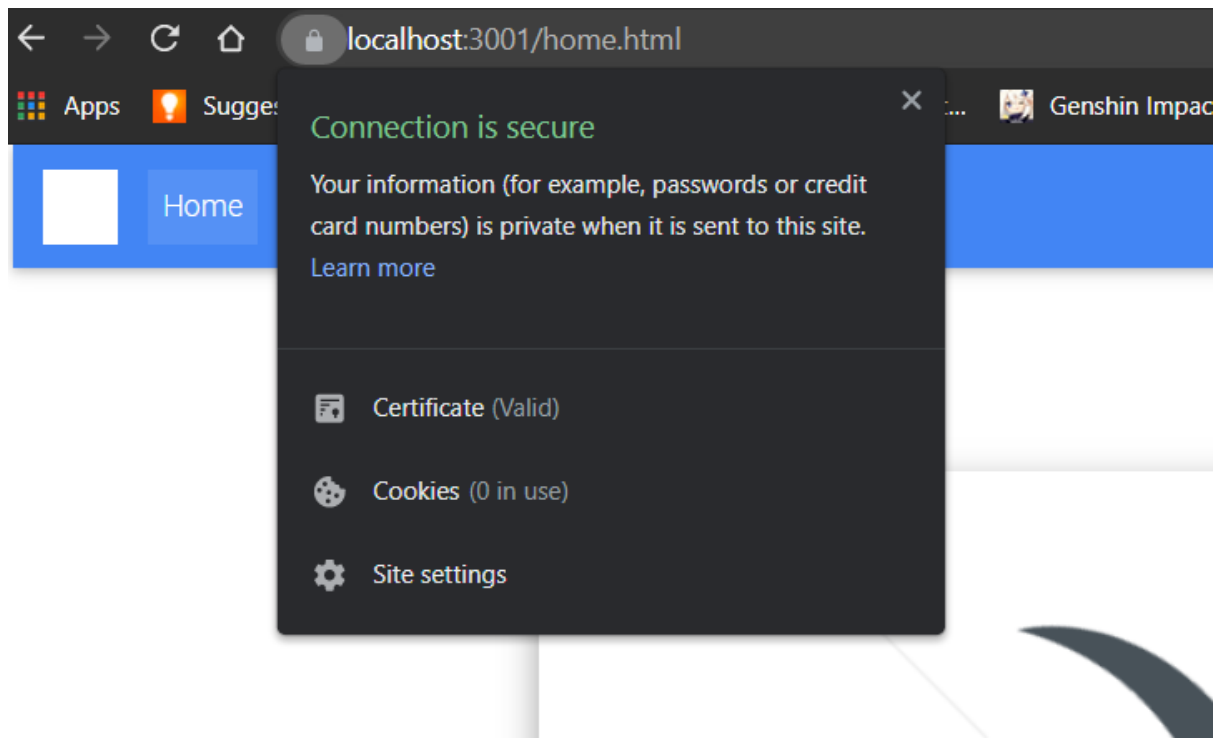 localhost:3001/home.html
Apps Sugges t... Genshin Impac
Home
Connection is secure
Your information (for example, passwords or credit
card numbers) is private when it is sent to this site.
Learn more
Certificate (Valid)
Cookies (0 in use)
Site settings